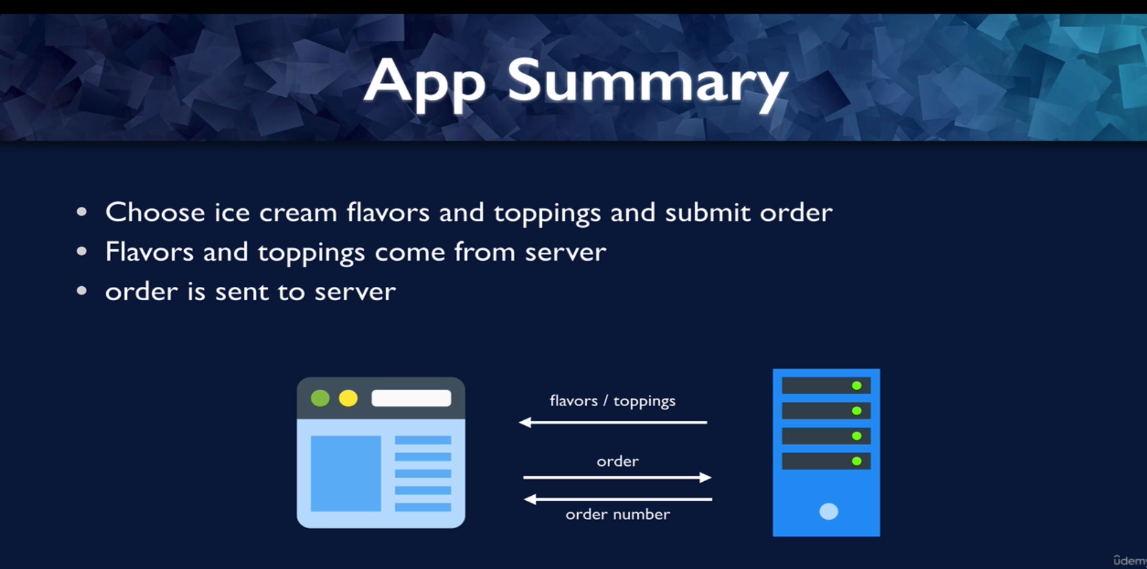 App Summary
• Choose ice cream flavors and toppings and submit order
• Flavors and toppings come from server
• order is sent to server
flavors / toppings
order
order number